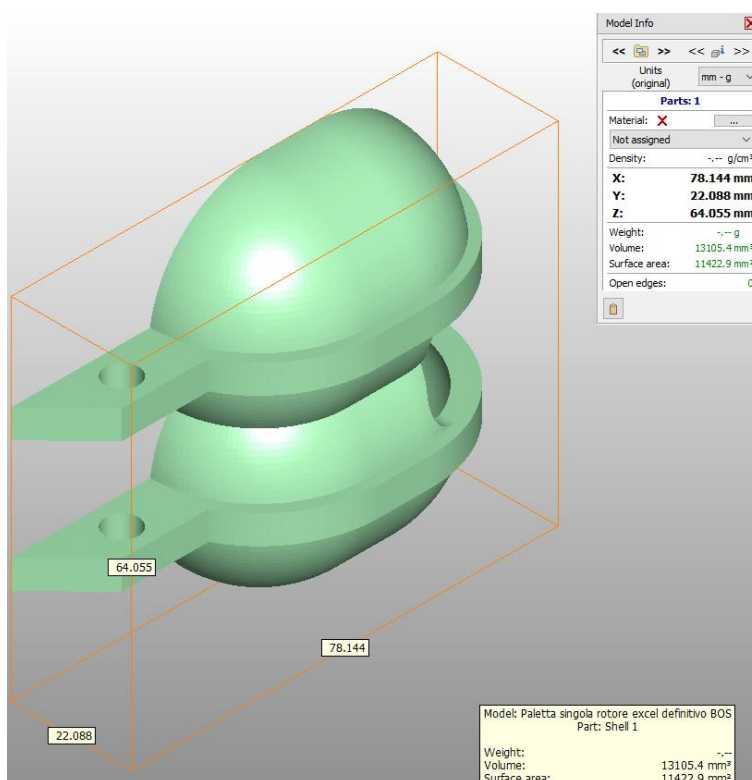 Model Info
<< >> << i >>
Units
(original)
mm - g
Parts: 1
Material:
...
Not assigned
Density: -.-- g/cm³
X: 78.144 mm
Y: 22.088 mm
Z: 64.055 mm
Weight: -.-- g
Volume: 13105.4 mm³
Surface area: 11422.9 mm²
Open edges: 0
64.055
78.144
22.088
Model: Paletta singola rotore excel definitivo BOS
Part: Shell 1
Weight: -.--
Volume: 13105.4 mm³
Surface area: 11422.9 mm²